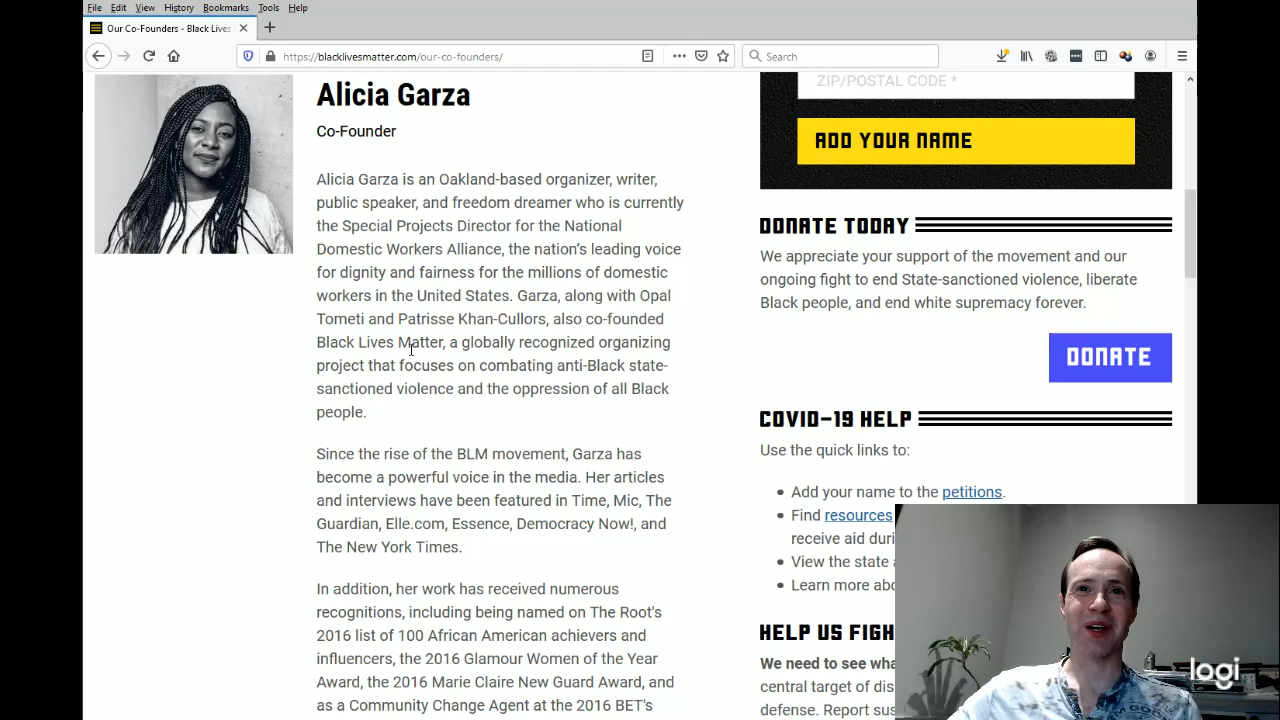 File Edit View History Bookmarks Tools Help
Our Co-Founders - Black Lives
https://blacklivesmatter.com/our-co-founders/
Search
Alicia Garza
Co-Founder
Alicia Garza is an Oakland-based organizer, writer,
public speaker, and freedom dreamer who is currently
the Special Projects Director for the National
Domestic Workers Alliance, the nation's leading voice
for dignity and fairness for the millions of domestic
workers in the United States. Garza, along with Opal
Tometi and Patrisse Khan-Cullors, also co-founded
Black Lives Matter, a globally recognized organizing
project that focuses on combating anti-Black state-
sanctioned violence and the oppression of all Black
people.
Since the rise of the BLM movement, Garza has
become a powerful voice in the media. Her articles
and interviews have been featured in Time, Mic, The
Guardian, Elle.com, Essence, Democracy Now!, and
The New York Times.
In addition, her work has received numerous
recognitions, including being named on The Root's
2016 list of 100 African American achievers and
influencers, the 2016 Glamour Women of the Year
Award, the 2016 Marie Claire New Guard Award, and
as a Community Change Agent at the 2016 BET's
ZIP/POSTAL CODE *
ADD YOUR NAME
DONATE TODAY
We appreciate your support of the movement and our
ongoing fight to end State-sanctioned violence, liberate
Black people, and end white supremacy forever.
DONATE
COVID-19 HELP
Use the quick links to:
Add your name to the petitions.
Find resources
receive aid duri
View the state
Learn more abo
HELP US FIGH
We need to see wha
central target of dis
defense. Report sus
logi